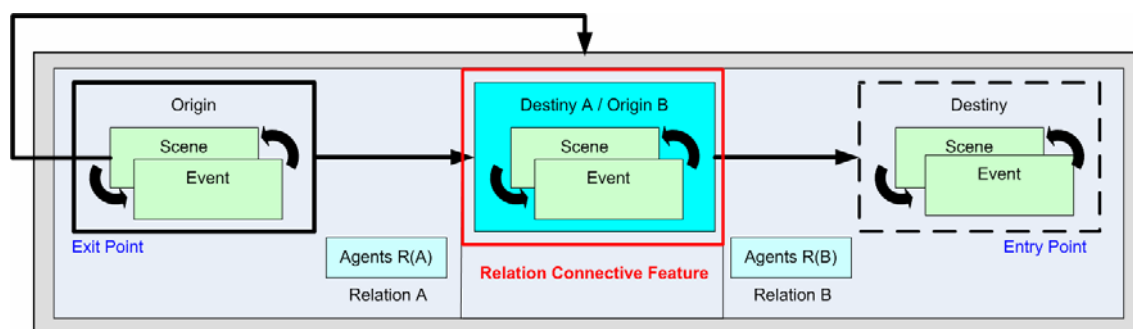 Origin
Scene
Event
Exit Point
Agents R(A)
Relation A
Destiny A / Origin B
Scene
Event
Relation Connective Feature
Agents R(B)
Relation B
Destiny
Scene
Event
Entry Point